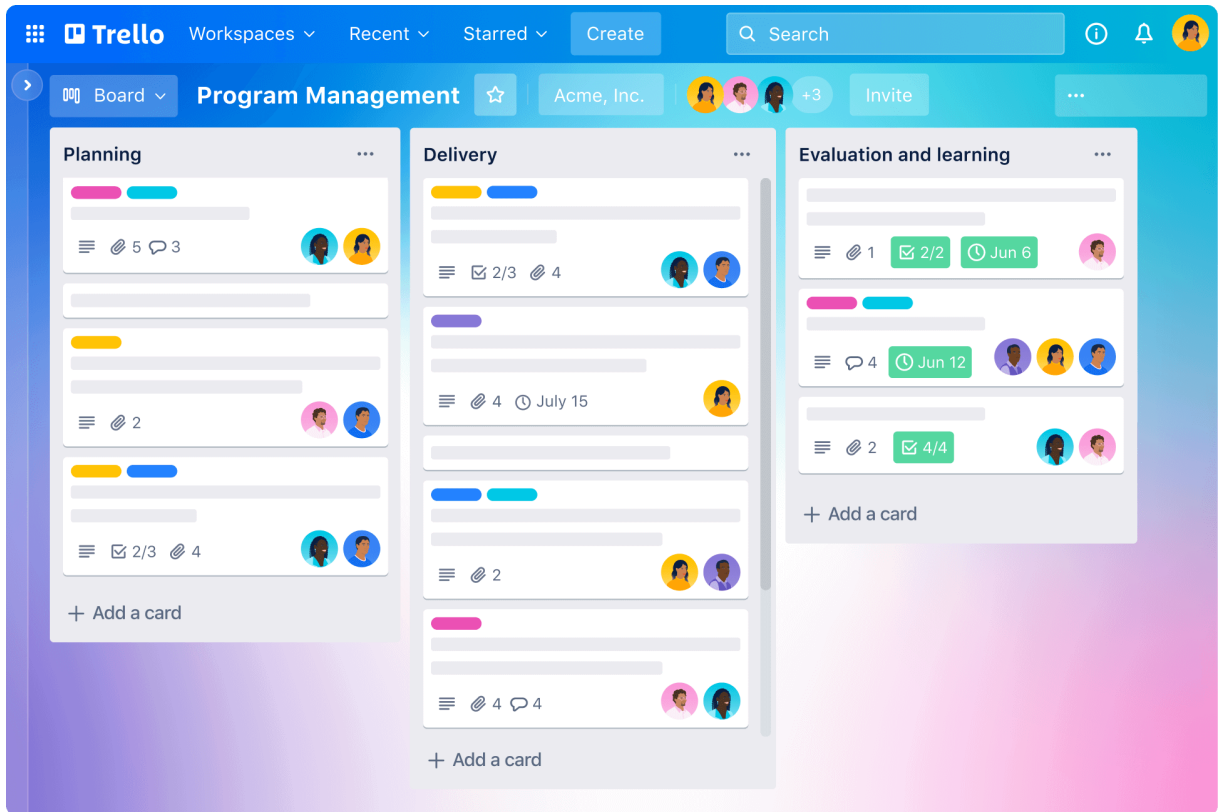 Trello Workspaces Recent Starred Create Search
Board Program Management Acme, Inc. +3 Invite
Planning
5 3
2
2/3 4
+ Add a card
Delivery
2/3 4
4 July 15
2
4 4
+ Add a card
Evaluation and learning
1 2/2 Jun 6
4 Jun 12
2 4/4
+ Add a card